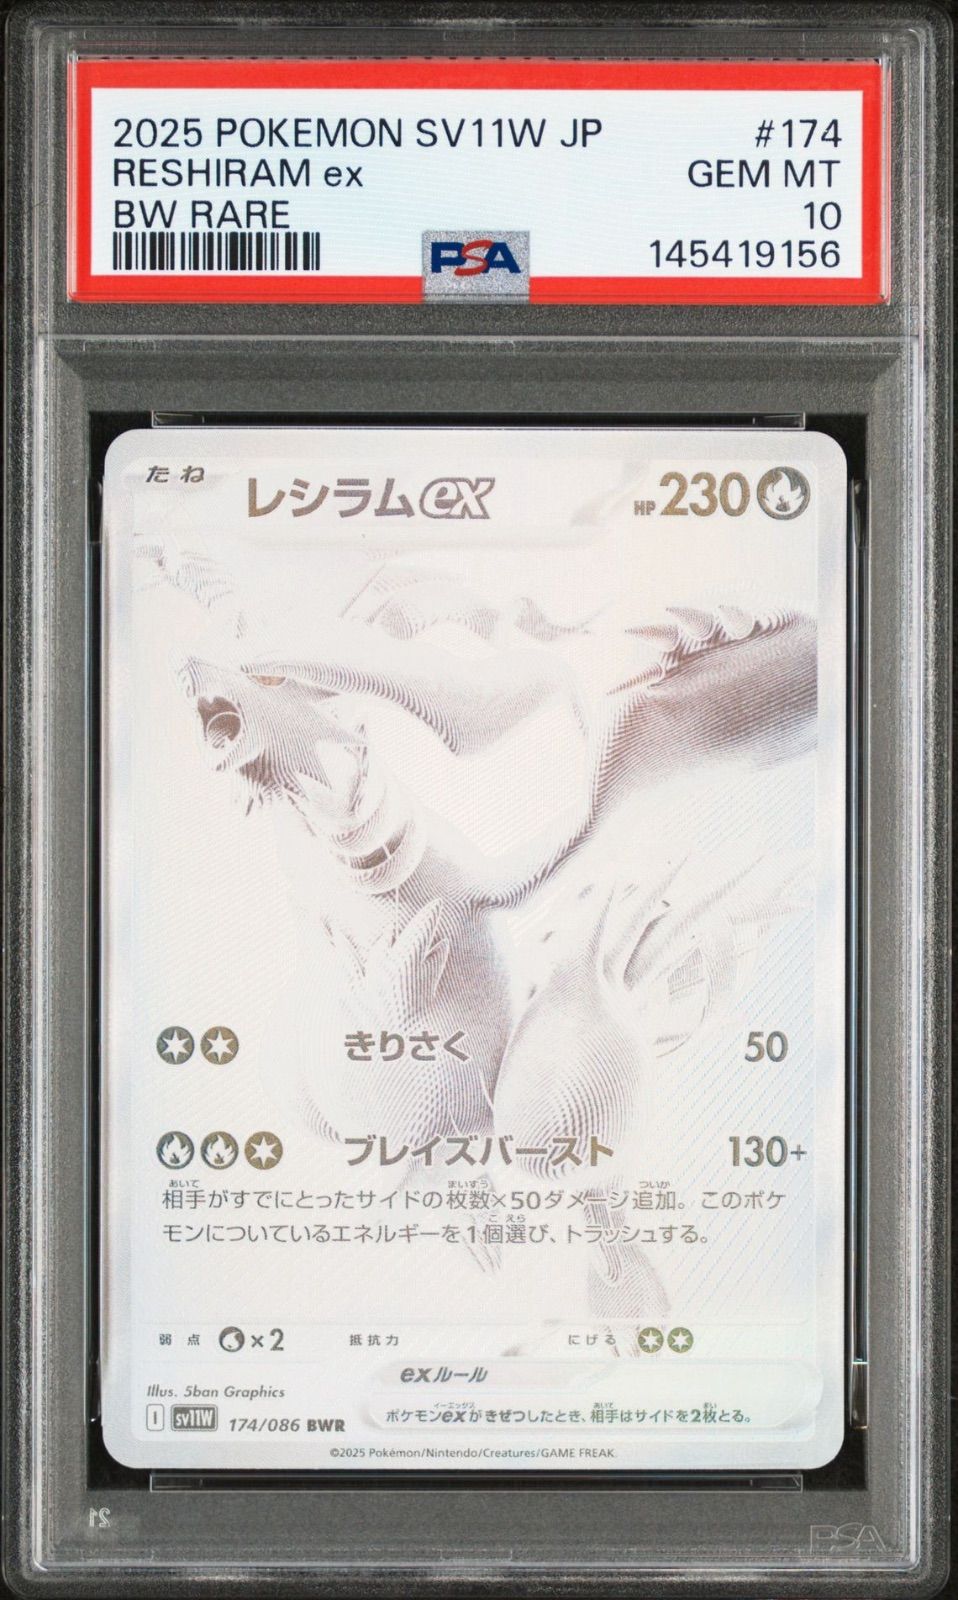 2025 POKEMON SV11W JP #174
RESHIRAM ex GEM MT
BW RARE 10
PSA 145419156
たね レシラムex HP 230
きりさく 50
ブレイズバースト 130+
相手がすでにとったサイドの枚数×50ダメージ追加。このポケ
モンについているエネルギーを1個選び、トラッシュする。
弱点 ×2 抵抗力 にげる
exルール
ポケモンexがきぜつしたとき、相手はサイドを2枚とる。
Illus. 5ban Graphics
I sv11W 174/086 BWR
©2025 Pokémon/Nintendo/Creatures/GAME FREAK.
21 PSA